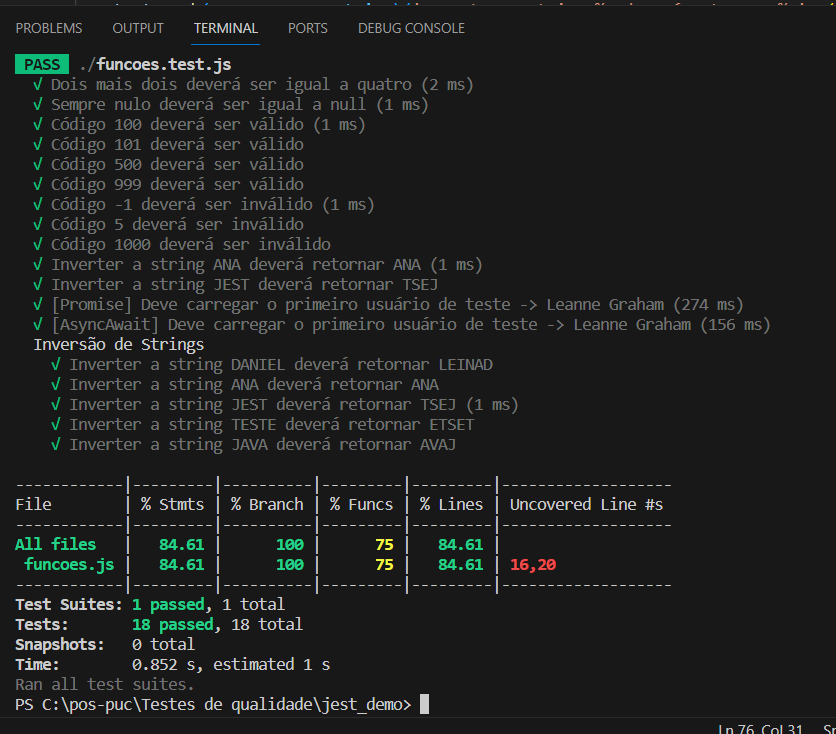 PROBLEMS OUTPUT TERMINAL PORTS DEBUG CONSOLE
PASS ./funcoes.test.js
√ Dois mais dois deverá ser igual a quatro (2 ms)
√ Sempre nulo deverá ser igual a null (1 ms)
√ Código 100 deverá ser válido (1 ms)
√ Código 101 deverá ser válido
√ Código 500 deverá ser válido
√ Código 999 deverá ser válido
√ Código -1 deverá ser inválido (1 ms)
√ Código 5 deverá ser inválido
√ Código 1000 deverá ser inválido
√ Inverter a string ANA deverá retornar ANA (1 ms)
√ Inverter a string JEST deverá retornar TSEJ
√ [Promise] Deve carregar o primeiro usuário de teste -> Leanne Graham (274 ms)
√ [AsyncAwait] Deve carregar o primeiro usuário de teste -> Leanne Graham (156 ms)
Inversão de Strings
√ Inverter a string DANIEL deverá retornar LEINAD
√ Inverter a string ANA deverá retornar ANA
√ Inverter a string JEST deverá retornar TSEJ (1 ms)
√ Inverter a string TESTE deverá retornar ETSET
√ Inverter a string JAVA deverá retornar AVAJ
------------|---------|----------|---------|---------|-------------------
File        | % Stmts | % Branch | % Funcs | % Lines | Uncovered Line #s
------------|---------|----------|---------|---------|-------------------
All files   |   84.61 |      100 |      75 |   84.61 |
 funcoes.js |   84.61 |      100 |      75 |   84.61 | 16,20
------------|---------|----------|---------|---------|-------------------
Test Suites: 1 passed, 1 total
Tests:       18 passed, 18 total
Snapshots:   0 total
Time:        0.852 s, estimated 1 s
Ran all test suites.
PS C:\pos-puc\Testes de qualidade\jest_demo>
Ln 76, Col 31